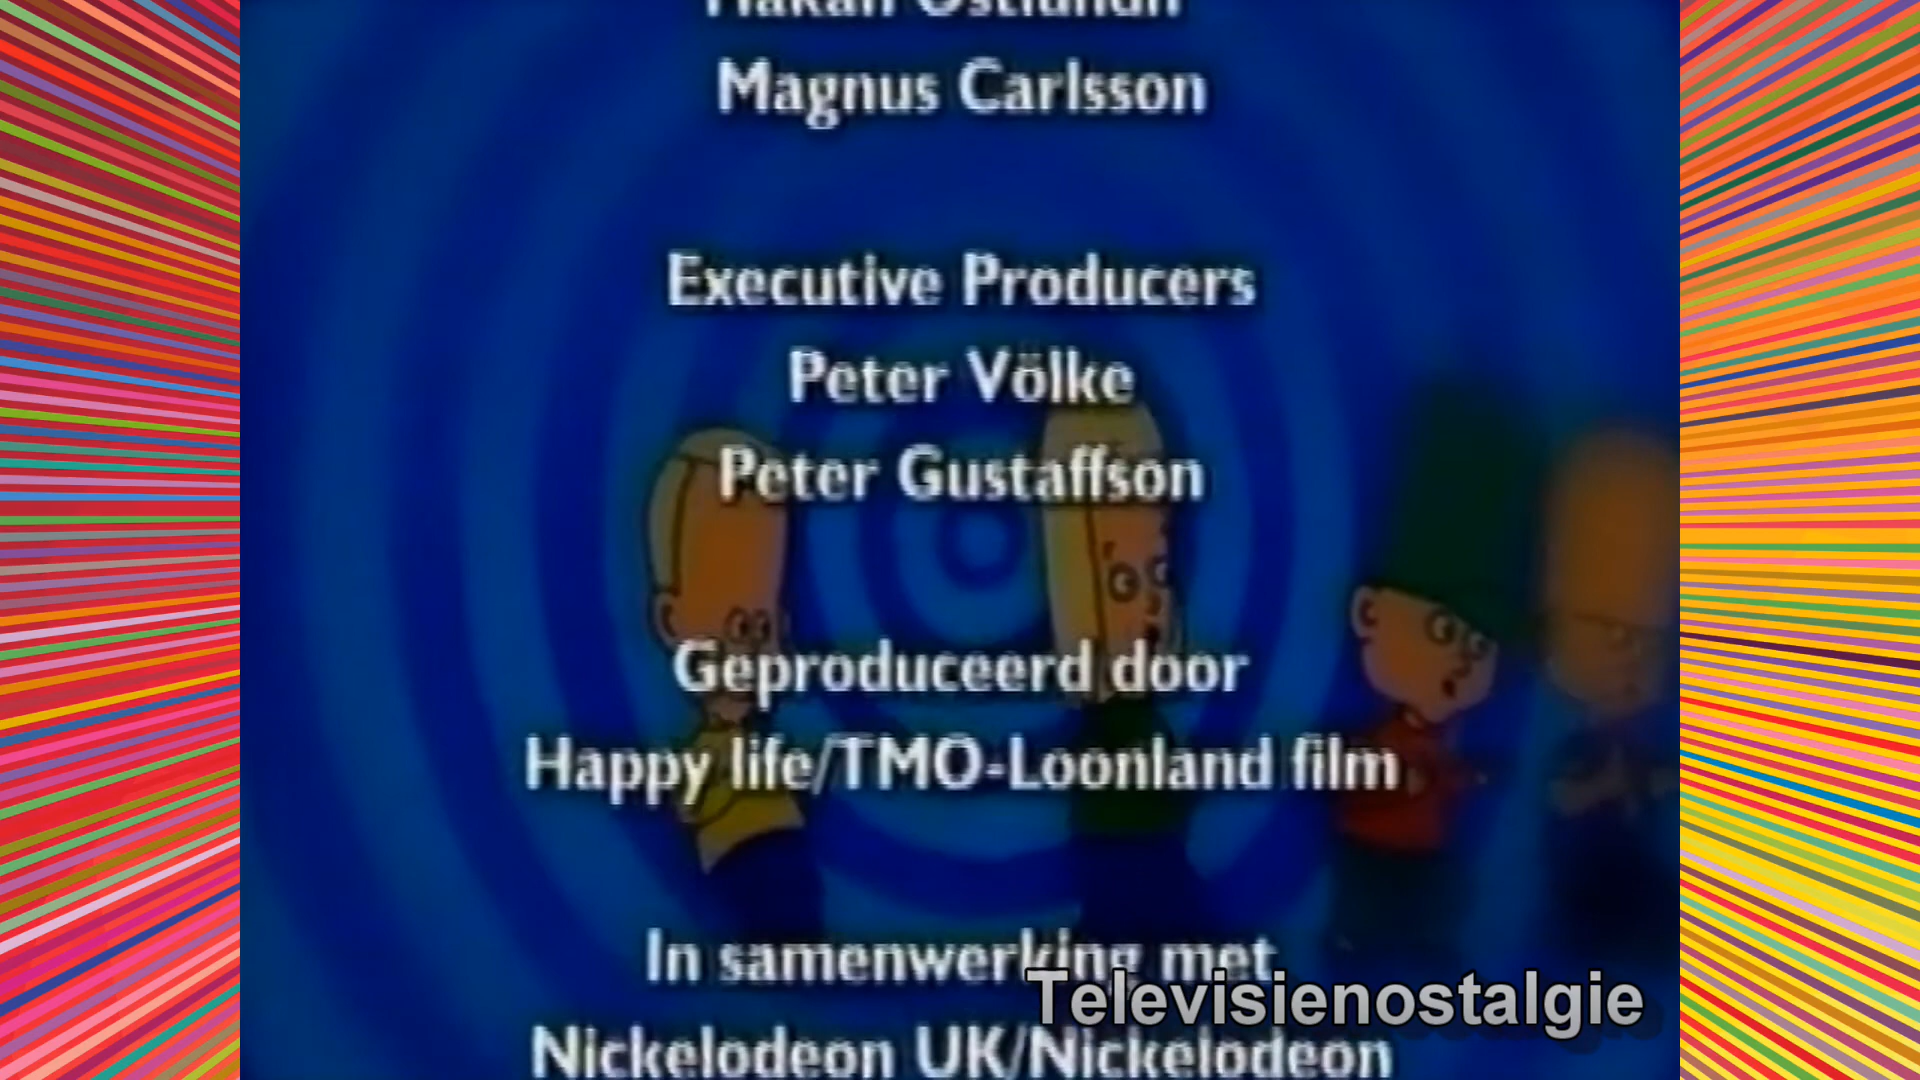 Magnus Carlsson
Executive Producers
Peter Völke
Peter Gustaffson
Geproduceerd door
Happy life/TMO-Loonland film
In samenwerking met
Televisienostalgie
Nickelodeon UK/Nickelodeon